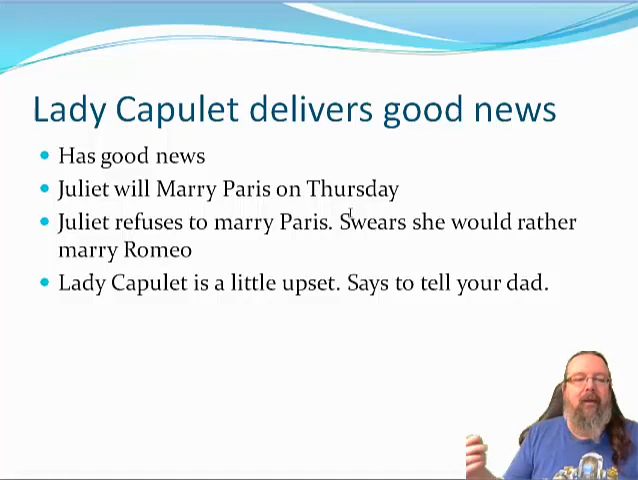 Lady Capulet delivers good news
Has good news
Juliet will Marry Paris on Thursday
Juliet refuses to marry Paris. Swears she would rather
marry Romeo
Lady Capulet is a little upset. Says to tell your dad.